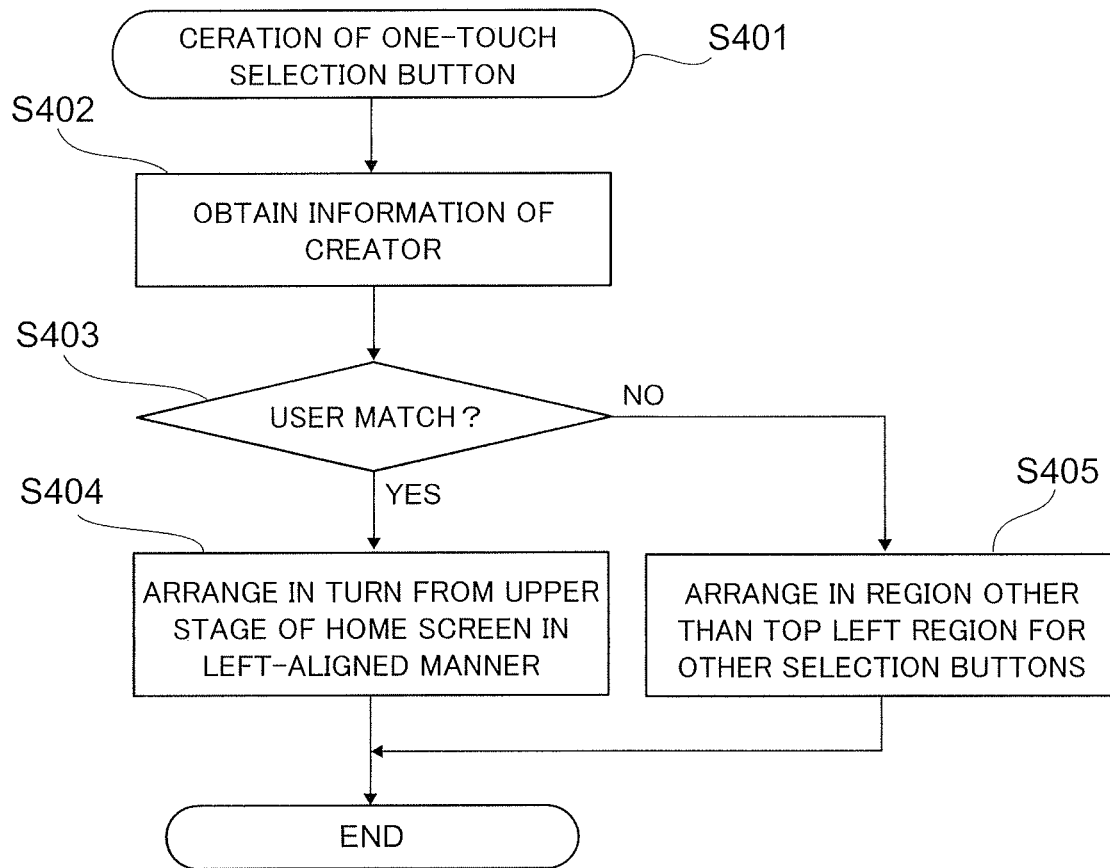 CERATION OF ONE-TOUCH
SELECTION BUTTON
S401
S402
OBTAIN INFORMATION OF
CREATOR
S403
USER MATCH?
NO
YES
S404
S405
ARRANGE IN TURN FROM UPPER
STAGE OF HOME SCREEN IN
LEFT-ALIGNED MANNER
ARRANGE IN REGION OTHER
THAN TOP LEFT REGION FOR
OTHER SELECTION BUTTONS
END